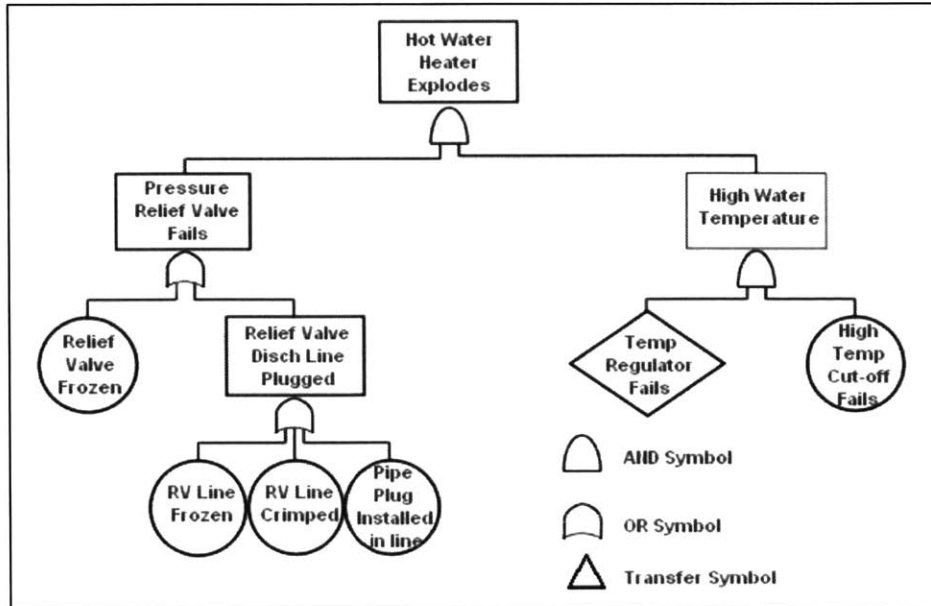 Hot Water
Heater
Explodes
Pressure
Relief Valve
Fails
High Water
Temperature
Relief
Valve
Frozen
Relief Valve
Disch Line
Plugged
Temp
Regulator
Fails
High
Temp
Cut-off
Fails
RV Line
Frozen
RV Line
Crimped
Pipe
Plug
Installed
in line
AND Symbol
OR Symbol
Transfer Symbol